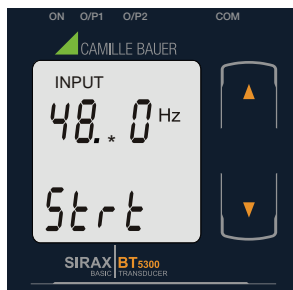 ON O/P1 O/P2 COM
CAMILLE BAUER
INPUT
48.* 0 Hz
Strt
SIRAX BT5300
BASIC TRANSDUCER